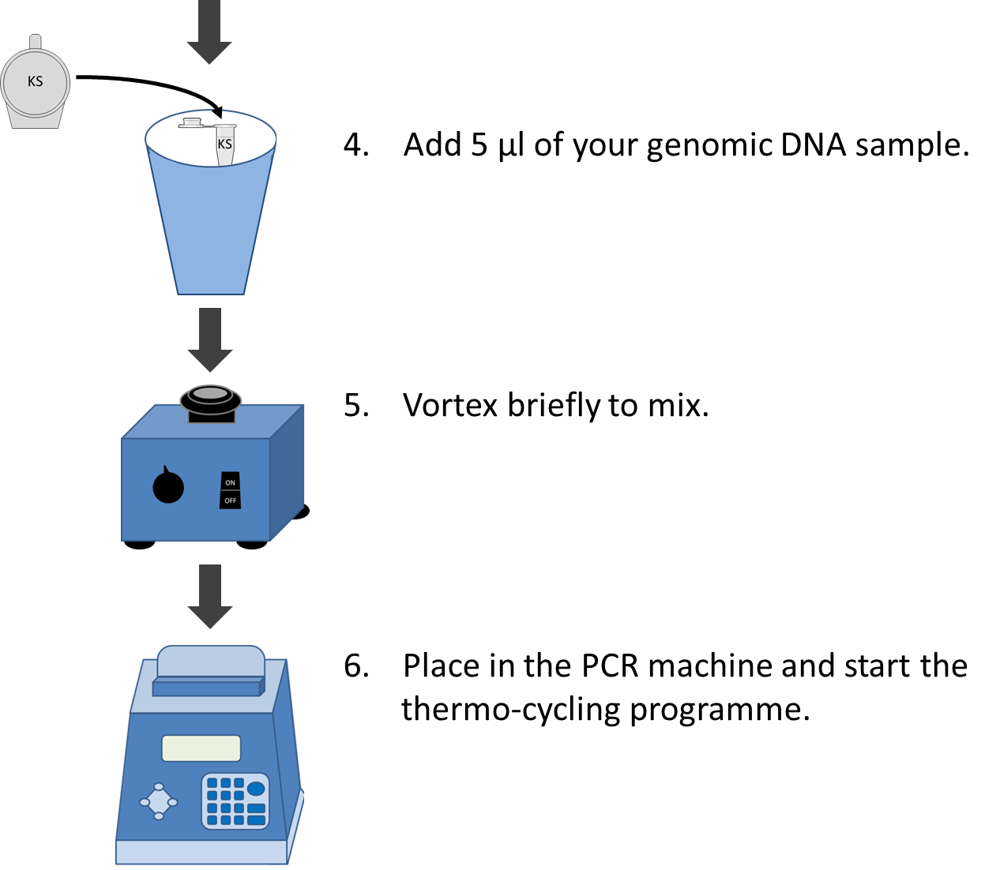 KS
KS
4. Add 5 µl of your genomic DNA sample.
5. Vortex briefly to mix.
ON
OFF
6. Place in the PCR machine and start the
thermo-cycling programme.